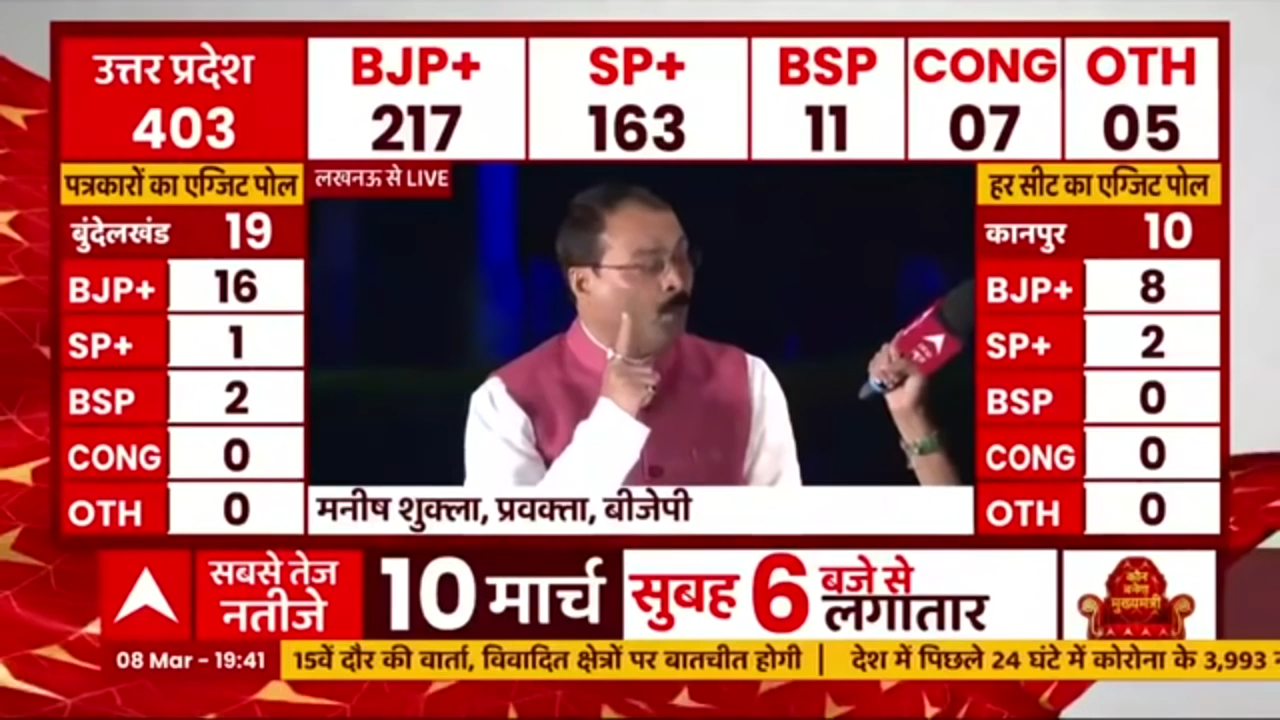 उत्तर प्रदेश
403
BJP+
217
SP+
163
BSP
11
CONG
07
OTH
05
पत्रकारों का एग्जिट पोल
बुंदेलखंड 19
BJP+ 16
SP+ 1
BSP 2
CONG 0
OTH 0
लखनऊ से LIVE
मनीष शुक्ला, प्रवक्ता, बीजेपी
हर सीट का एग्जिट पोल
कानपुर 10
BJP+ 8
SP+ 2
BSP 0
CONG 0
OTH 0
सबसे तेज
नतीजे
10 मार्च
सुबह 6 बजे से
लगातार
कौन
बनेगा
मुख्यमंत्री
08 Mar - 19:41
15वें दौर की वार्ता, विवादित क्षेत्रों पर बातचीत होगी | देश में पिछले 24 घंटे में कोरोना के 3,993